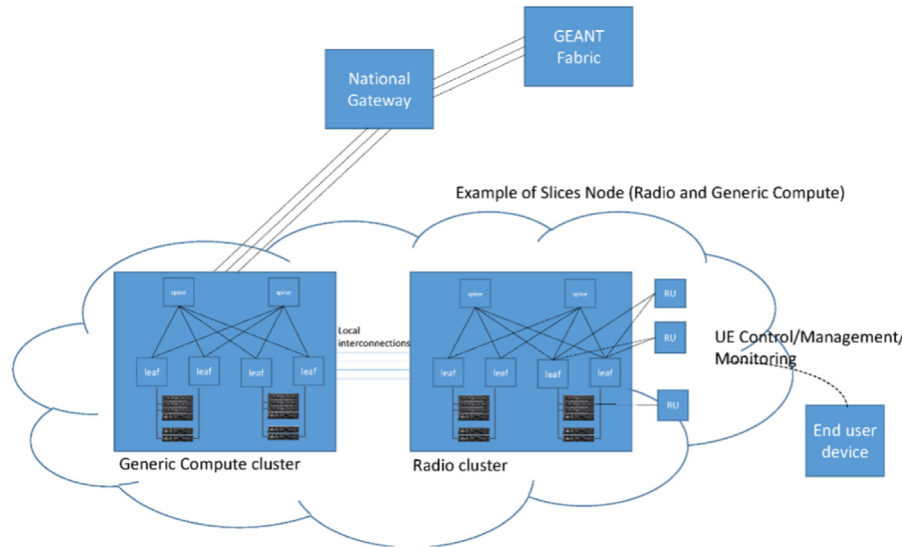 GEANT
Fabric
National
Gateway
Example of Slices Node (Radio and Generic Compute)
spine
spine
spine
spine
RU
Local
interconnections
RU
UE Control/Management/
Monitoring
leaf
leaf
leaf
leaf
leaf
leaf
leaf
leaf
RU
End user
device
Generic Compute cluster
Radio cluster